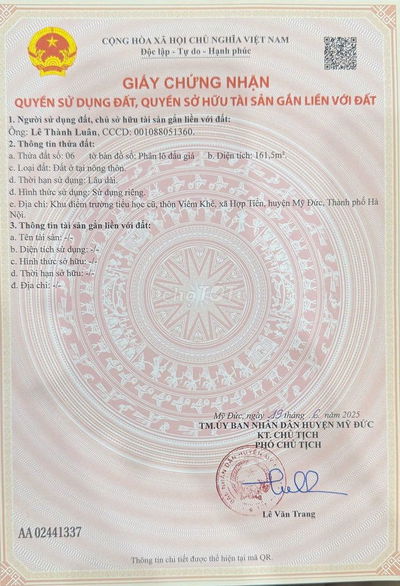 CỘNG HÒA XÃ HỘI CHỦ NGHĨA VIỆT NAM
Độc lập - Tự do - Hạnh phúc
GIẤY CHỨNG NHẬN
QUYỀN SỬ DỤNG ĐẤT, QUYỀN SỞ HỮU TÀI SẢN GẮN LIỀN VỚI ĐẤT
1. Người sử dụng đất, chủ sở hữu tài sản gắn liền với đất:
Ông: Lê Thành Luân, CCCD: 001088051360.
2. Thông tin thửa đất:
a. Thửa đất số: 06 tờ bản đồ số: Phân lô đấu giá b. Diện tích: 161,5m².
c. Loại đất: Đất ở tại nông thôn.
d. Thời hạn sử dụng: Lâu dài.
đ. Hình thức sử dụng: Sử dụng riêng.
e. Địa chỉ: Khu điểm trường tiểu học cũ, thôn Viêm Khê, xã Hợp Tiến, huyện Mỹ Đức, Thành phố Hà
Nội.
3. Thông tin tài sản gắn liền với đất:
a. Tên tài sản: -/-
b. Diện tích sử dụng: -/-
c. Hình thức sở hữu: -/-
d. Thời hạn sở hữu: -/-
đ. Địa chỉ: -/-
Mỹ Đức, ngày 19 tháng 6 năm 2025
TM.ỦY BAN NHÂN DÂN HUYỆN MỸ ĐỨC
KT. CHỦ TỊCH
PHÓ CHỦ TỊCH
Lê Văn Trang
AA 02441337
Thông tin chi tiết được thể hiện tại mã QR.